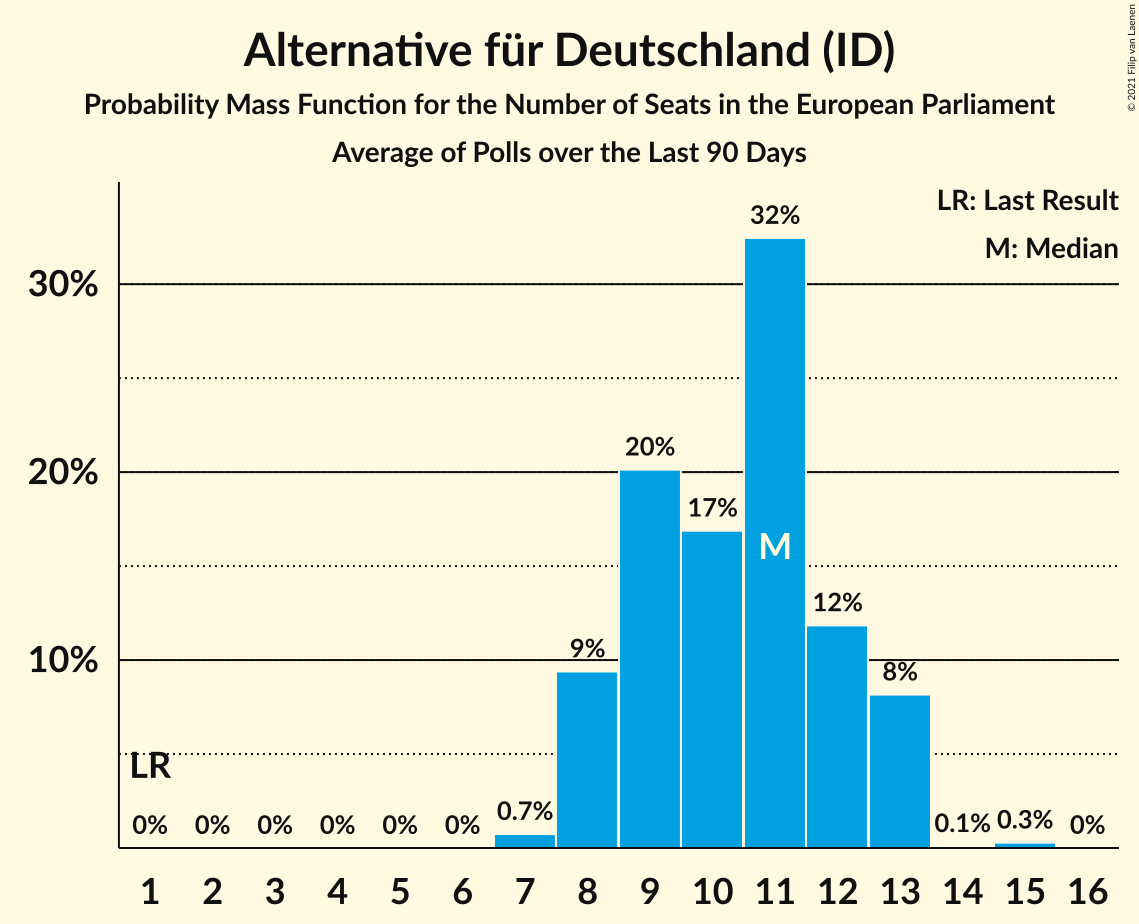 Alternative für Deutschland (ID)
Probability Mass Function for the Number of Seats in the European Parliament
Average of Polls over the Last 90 Days
© 2021 Filip van Laenen
LR: Last Result
M: Median
30%
20%
10%
LR
0% 0% 0% 0% 0% 0% 0.7% 9% 20% 17% 32% 12% 8% 0.1% 0.3% 0%
M
1 2 3 4 5 6 7 8 9 10 11 12 13 14 15 16